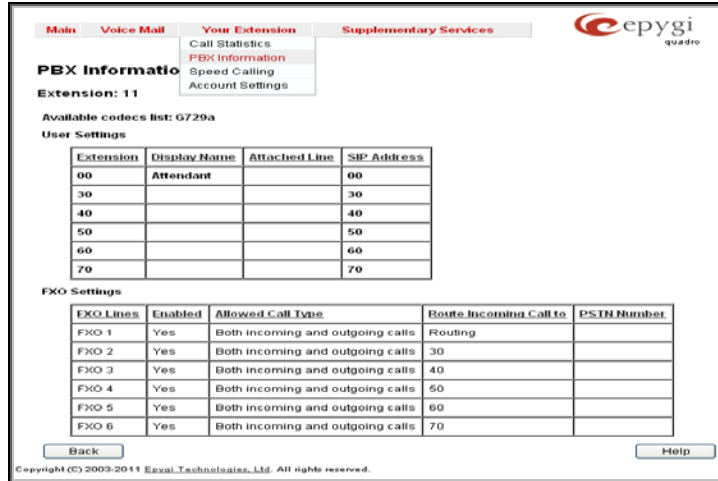 Main Voice Mail Your Extension Supplementary Services
epygi
quadro
Call Statistics
PBX Information
Speed Calling
Account Settings
PBX Informatio
Extension: 11
Available codecs list: G729a
User Settings
Extension Display Name Attached Line SIP Address
00 Attendant 00
30 30
40 40
50 50
60 60
70 70
FXO Settings
FXO Lines Enabled Allowed Call Type Route Incoming Call to PSTN Number
FXO 1 Yes Both incoming and outgoing calls Routing
FXO 2 Yes Both incoming and outgoing calls 30
FXO 3 Yes Both incoming and outgoing calls 40
FXO 4 Yes Both incoming and outgoing calls 50
FXO 5 Yes Both incoming and outgoing calls 60
FXO 6 Yes Both incoming and outgoing calls 70
Back Help
Copyright (C) 2003-2011 Epygi Technologies, Ltd. All rights reserved.